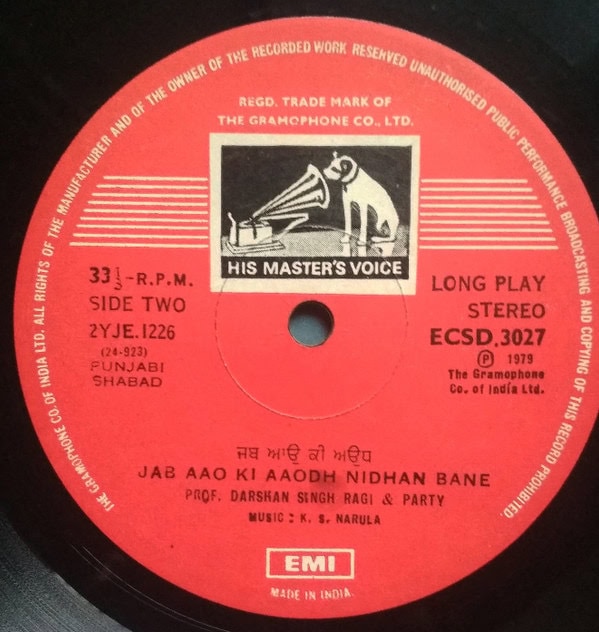 THE GRAMOPHONE CO. OF INDIA LTD. ALL RIGHTS OF THE MANUFACTURER AND OF THE OWNER OF THE RECORDED WORK RESERVED UNAUTHORISED PUBLIC PERFORMANCE BROADCASTING AND COPYING OF THIS RECORD PROHIBITED.
REGD. TRADE MARK OF
THE GRAMOPHONE CO., LTD.
HIS MASTER'S VOICE
33 1/3-R.P.M.
SIDE TWO
2YJE.1226
(24-923)
PUNJABI
SHABAD
LONG PLAY
STEREO
ECSD.3027
Ⓟ 1979
The Gramophone
Co. of India Ltd.
ਜਬ ਆਉ ਕੀ ਅਉਧ
JAB AAO KI AAODH NIDHAN BANE
PROF. DARSHAN SINGH RAGI & PARTY
MUSIC : K. S. NARULA
EMI
MADE IN INDIA.